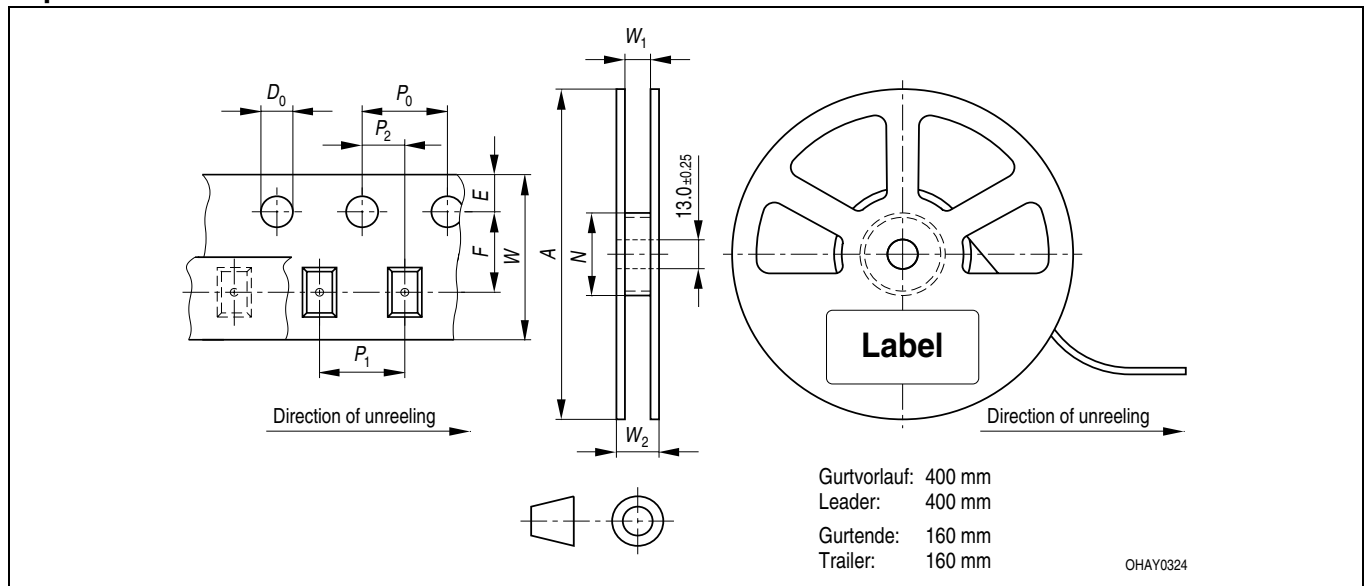 W1
D0
P0
P2
E
F
W
A
N
13.0 ±0.25
P1
W2
Label
Direction of unreeling
Direction of unreeling
Gurtvorlauf: 400 mm
Leader: 400 mm
Gurtende: 160 mm
Trailer: 160 mm
OHAY0324